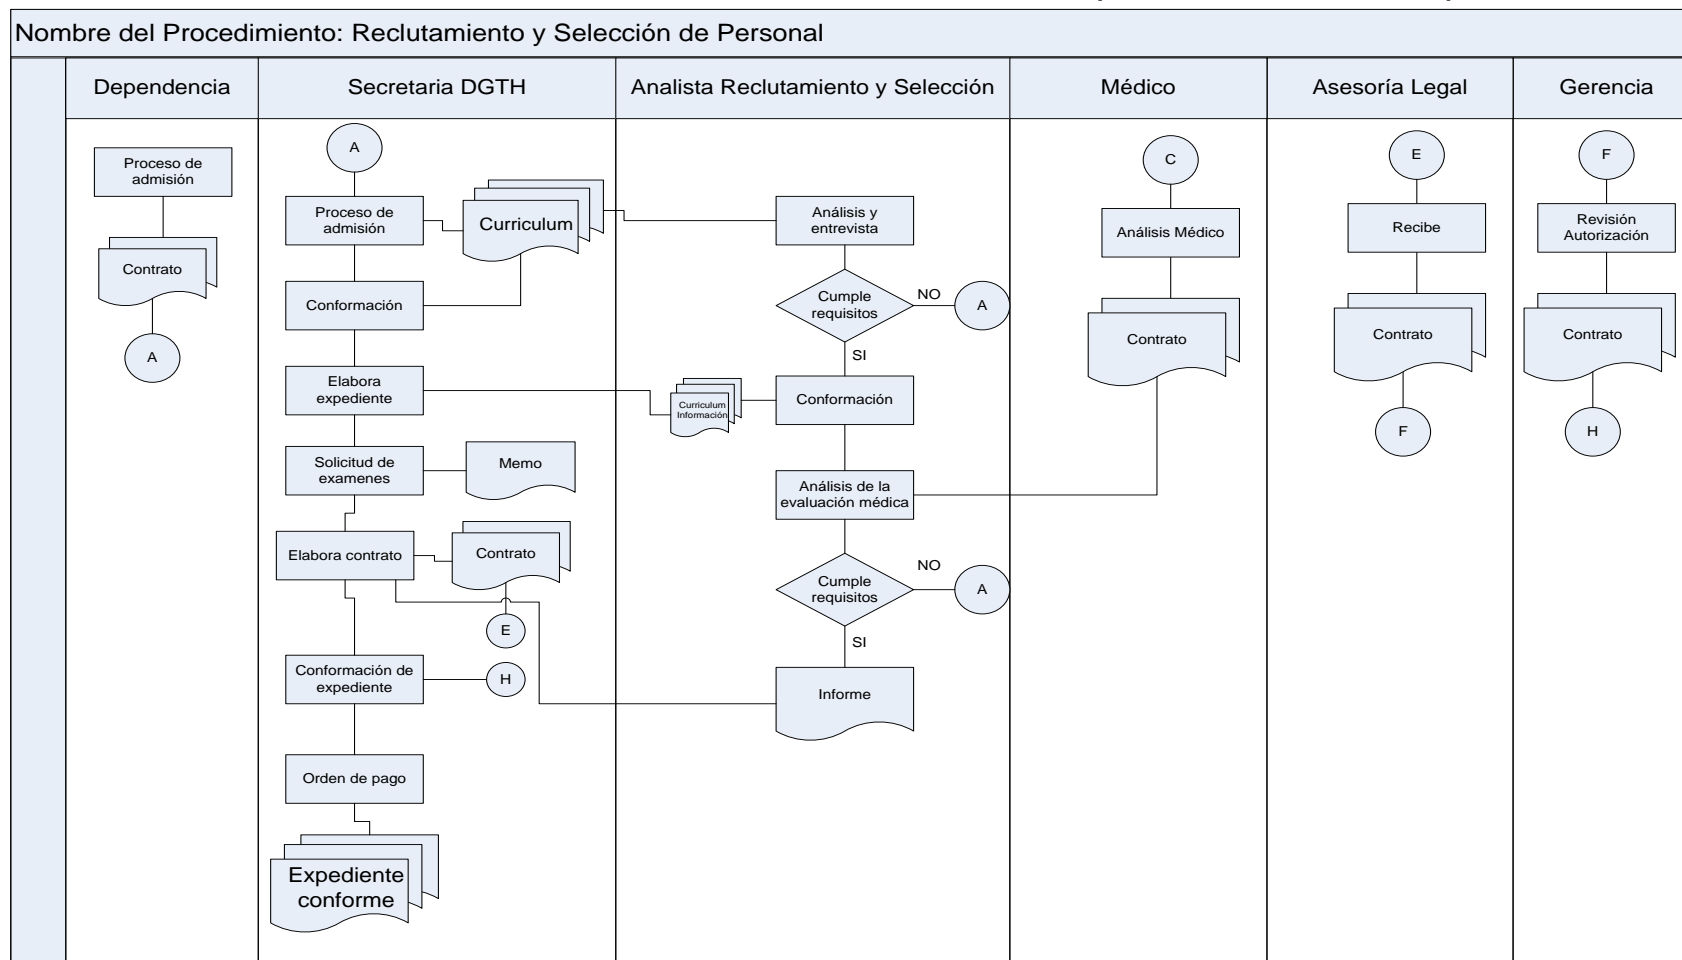 Nombre del Procedimiento: Reclutamiento y Selección de Personal
Dependencia
Secretaria DGTH
Analista Reclutamiento y Selección
Médico
Asesoría Legal
Gerencia
Proceso de
admisión
Contrato
A
A
Proceso de
admisión
Curriculum
Conformación
Elabora
expediente
Solicitud de
examenes
Memo
Elabora contrato
Contrato
E
Conformación de
expediente
H
Orden de pago
Expediente
conforme
Análisis y
entrevista
Cumple
requisitos
NO
A
SI
Curriculum
Información
Conformación
Análisis de la
evaluación médica
Cumple
requisitos
NO
A
SI
Informe
C
Análisis Médico
Contrato
E
Recibe
Contrato
F
F
Revisión
Autorización
Contrato
H